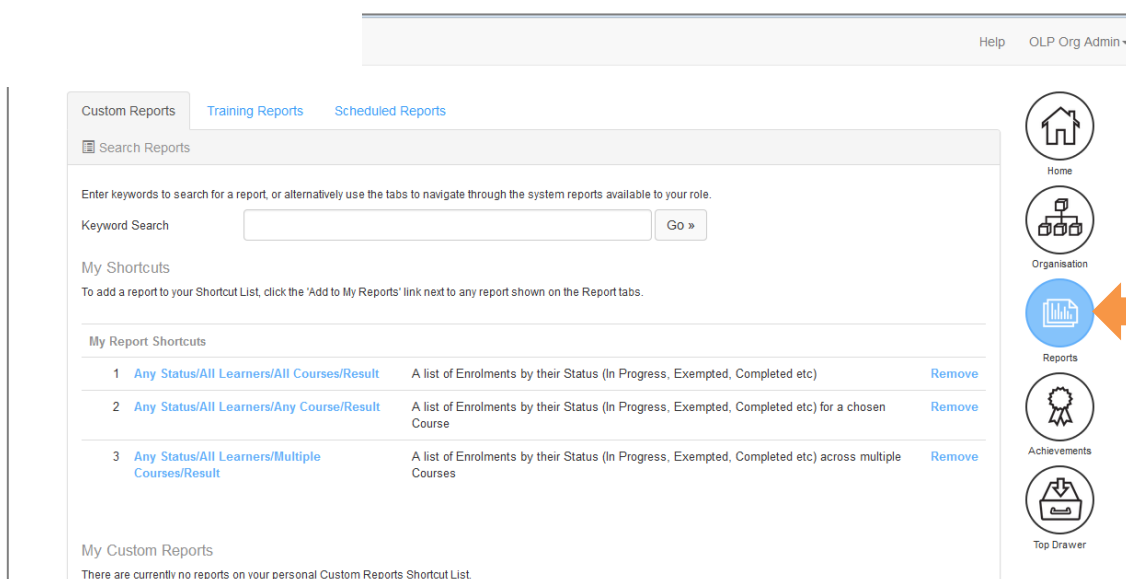 Help OLP Org Admin
Custom Reports Training Reports Scheduled Reports
Search Reports
Enter keywords to search for a report, or alternatively use the tabs to navigate through the system reports available to your role.
Keyword Search Go »
My Shortcuts
To add a report to your Shortcut List, click the 'Add to My Reports' link next to any report shown on the Report tabs.
My Report Shortcuts
1 Any Status/All Learners/All Courses/Result A list of Enrolments by their Status (In Progress, Exempted, Completed etc) Remove
2 Any Status/All Learners/Any Course/Result A list of Enrolments by their Status (In Progress, Exempted, Completed etc) for a chosen Remove
Course
3 Any Status/All Learners/Multiple A list of Enrolments by their Status (In Progress, Exempted, Completed etc) across multiple Remove
Courses/Result Courses
My Custom Reports
There are currently no reports on your personal Custom Reports Shortcut List.
Home
Organisation
Reports
Achievements
Top Drawer